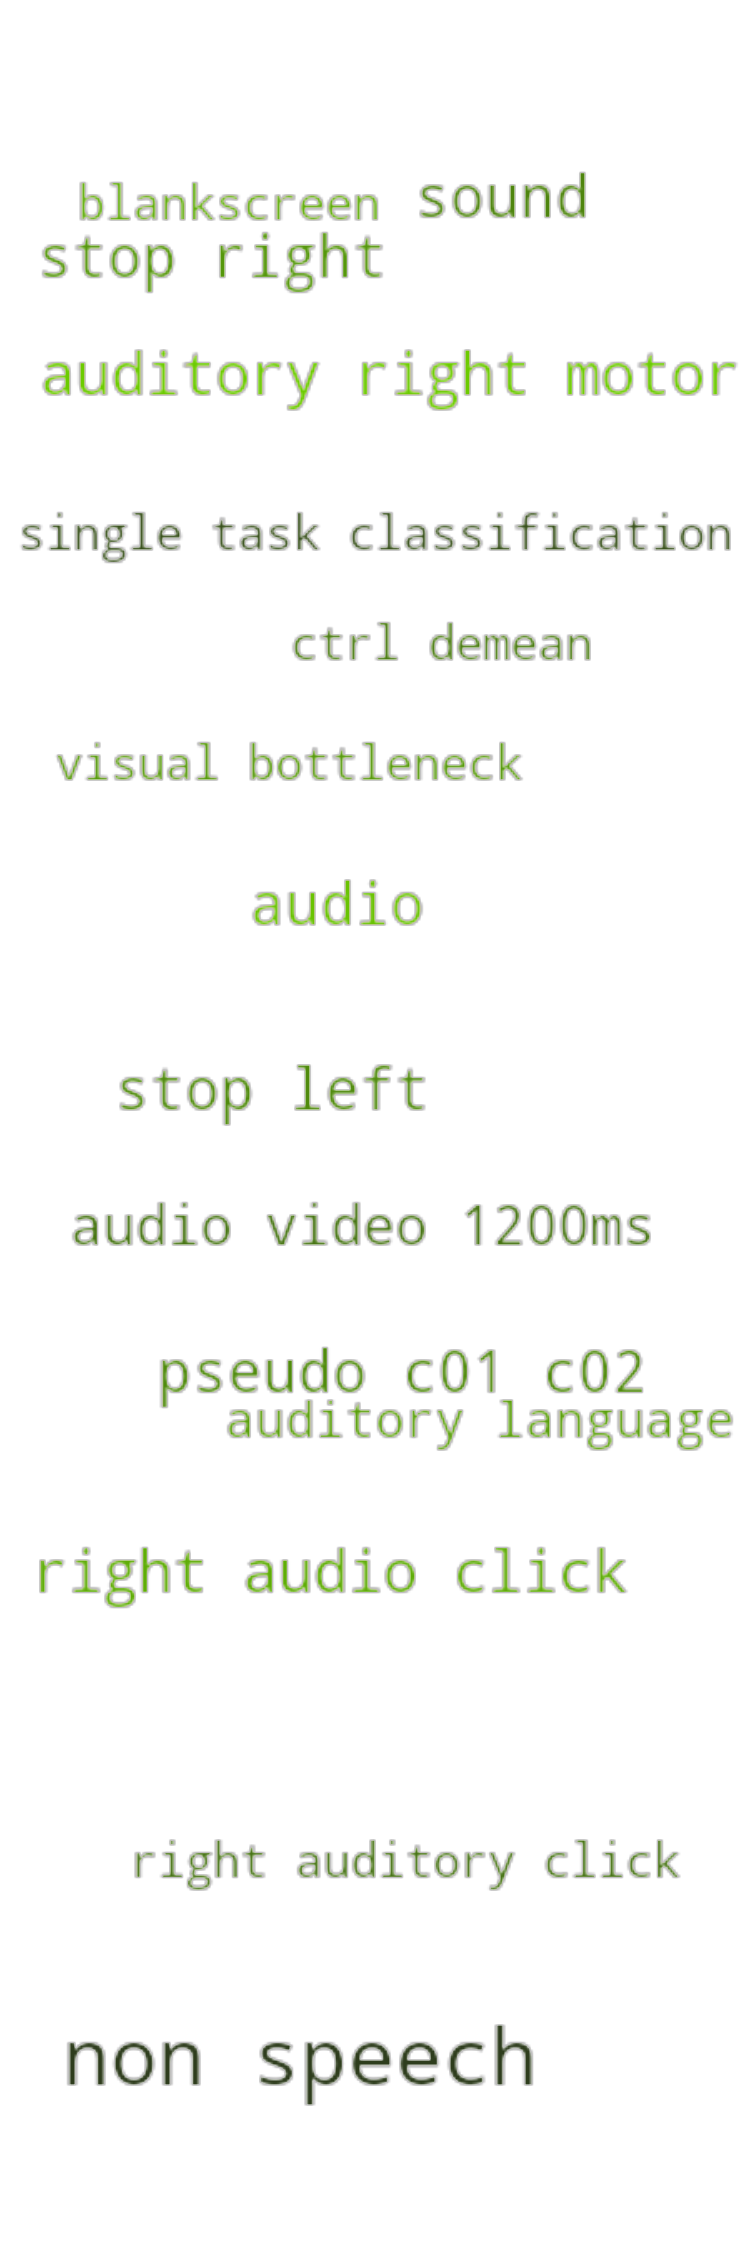 blankscreen sound
stop right
auditory right motor
single task classification
ctrl demean
visual bottleneck
audio
stop left
audio video 1200ms
pseudo c01 c02
auditory language
right audio click
right auditory click
non speech